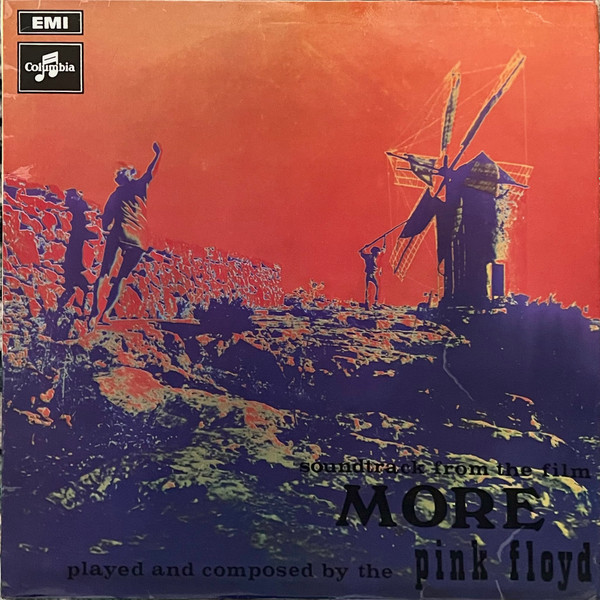 EMI
Columbia
soundtrack from the film
MORE
played and composed by the pink floyd